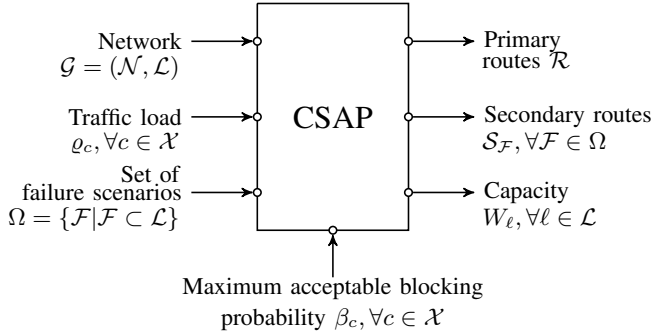 Network
𝒢 = (𝒩, ℒ)
Traffic load
ϱ_c, ∀c ∈ 𝒳
Set of
failure scenarios
Ω = {ℱ|ℱ ⊂ ℒ}
CSAP
Primary
routes ℛ
Secondary routes
𝒮_ℱ, ∀ℱ ∈ Ω
Capacity
W_ℓ, ∀ℓ ∈ ℒ
Maximum acceptable blocking
probability β_c, ∀c ∈ 𝒳